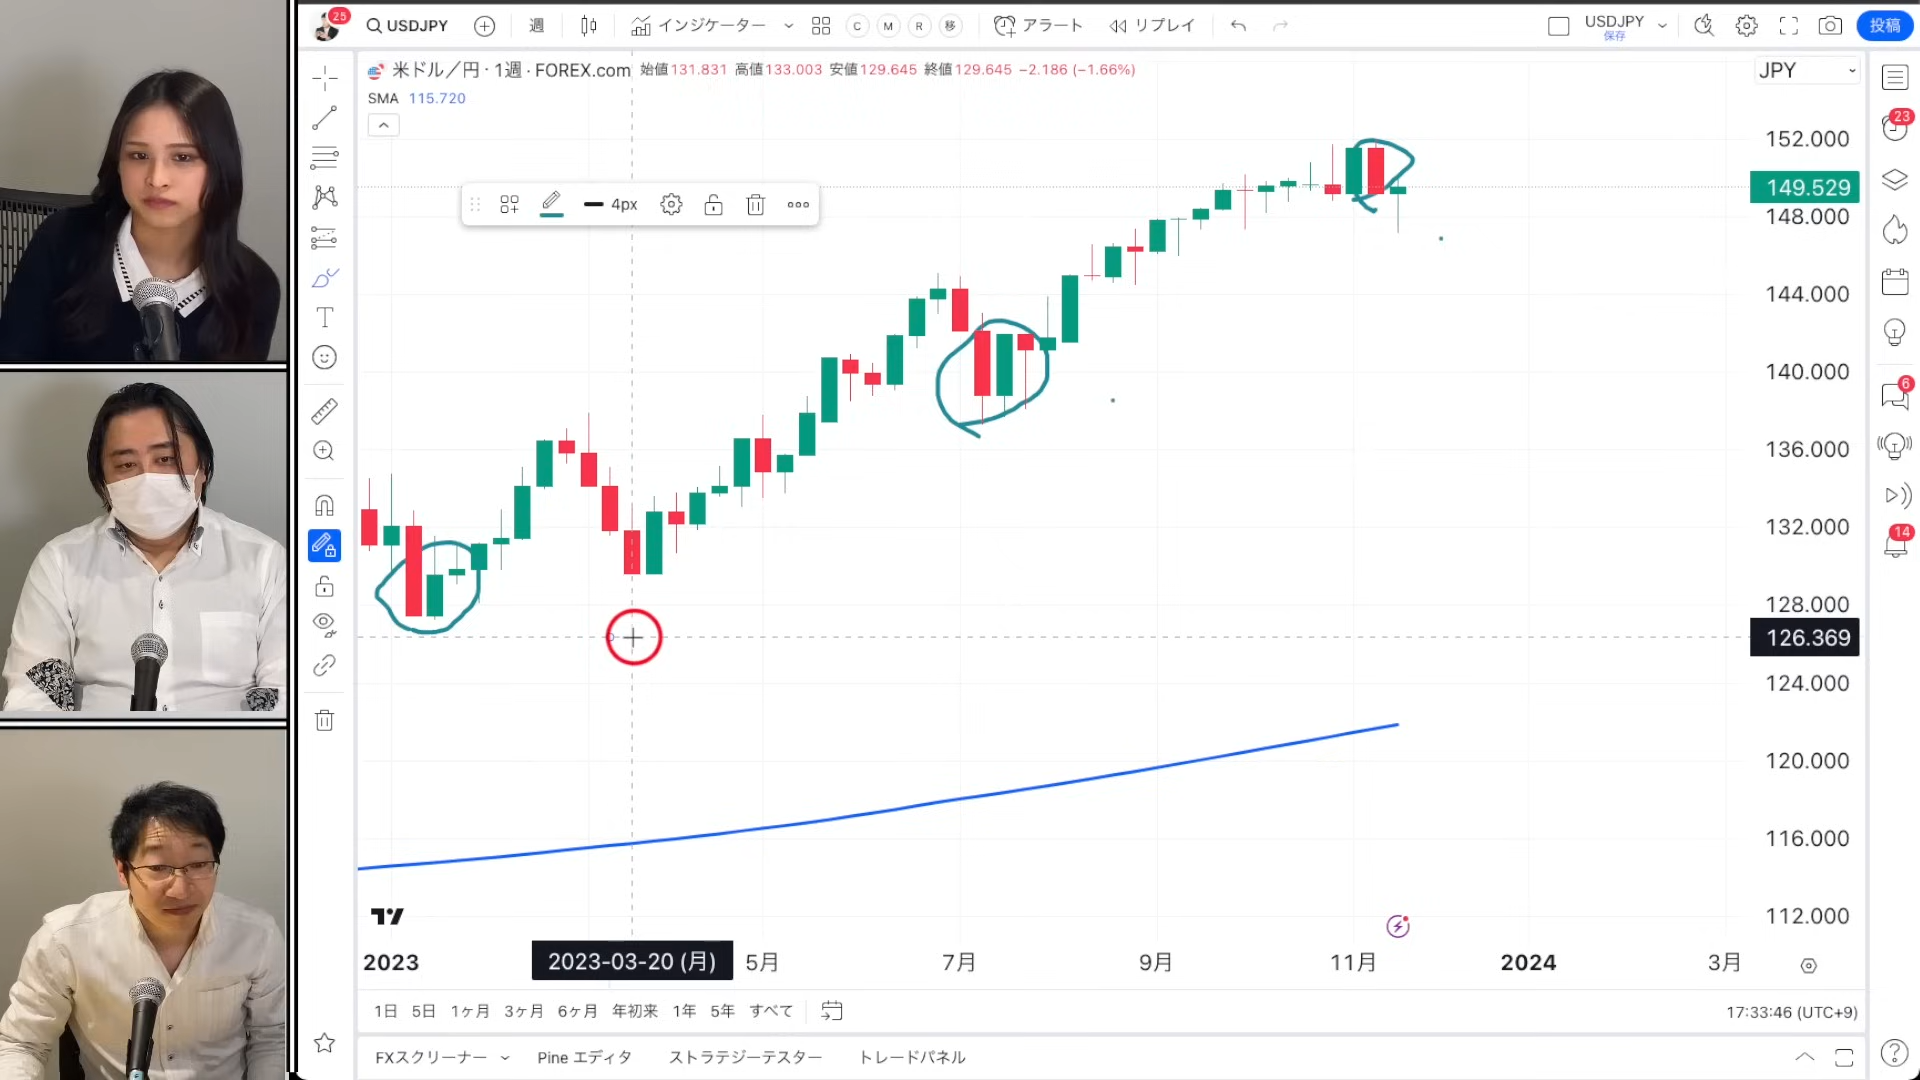 25
USDJPY
週
インジケーター
C
M
R
移
アラート
リプレイ
USDJPY
保存
投稿
米ドル／円 · 1週 · FOREX.com 始値131.831 高値133.003 安値129.645 終値129.645 −2.186 (−1.66%)
JPY
SMA 115.720
4px
152.000
149.529
148.000
144.000
140.000
136.000
132.000
128.000
126.369
124.000
120.000
116.000
112.000
23
6
14
2023
2023-03-20 (月)
5月
7月
9月
11月
2024
3月
1日 5日 1ヶ月 3ヶ月 6ヶ月 年初来 1年 5年 すべて
17:33:46 (UTC+9)
FXスクリーナー Pine エディタ ストラテジーテスター トレードパネル